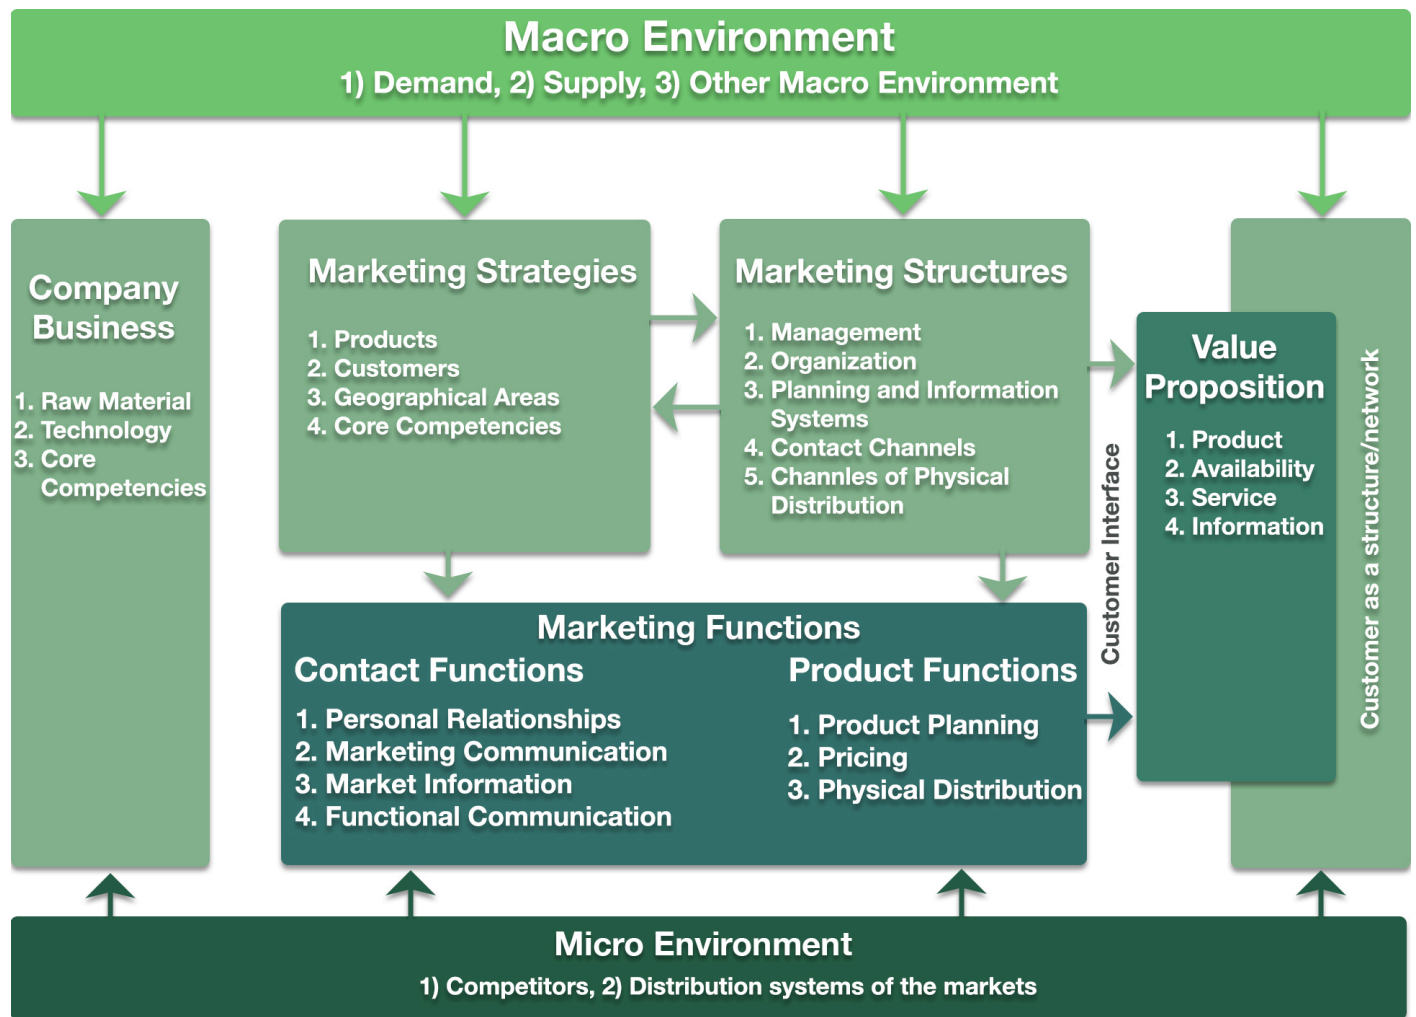 Macro Environment
1) Demand, 2) Supply, 3) Other Macro Environment
Company
Business
1. Raw Material
2. Technology
3. Core
Competencies
Marketing Strategies
1. Products
2. Customers
3. Geographical Areas
4. Core Competencies
Marketing Structures
1. Management
2. Organization
3. Planning and Information
Systems
4. Contact Channels
5. Channles of Physical
Distribution
Customer Interface
Value
Proposition
1. Product
2. Availability
3. Service
4. Information
Customer as a structure/network
Marketing Functions
Contact Functions
1. Personal Relationships
2. Marketing Communication
3. Market Information
4. Functional Communication
Product Functions
1. Product Planning
2. Pricing
3. Physical Distribution
Micro Environment
1) Competitors, 2) Distribution systems of the markets